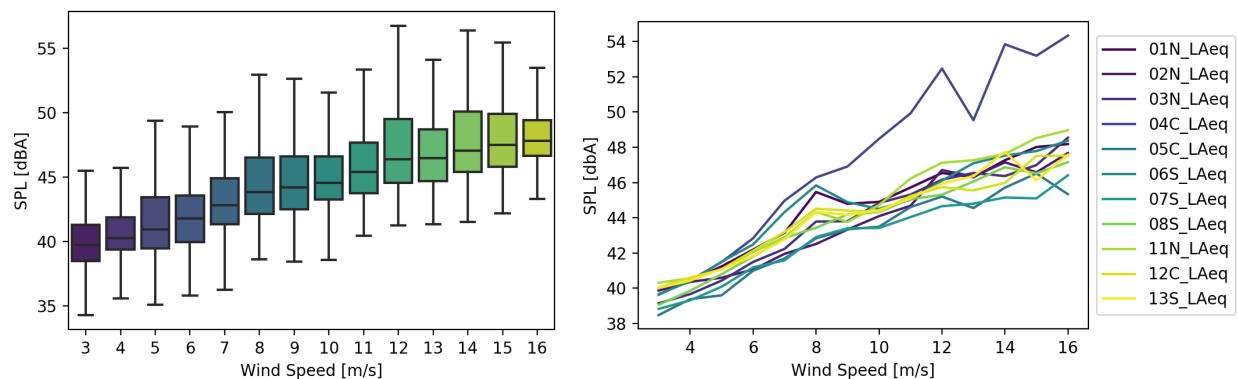 55
50
45
40
35
SPL [dBA]
3 4 5 6 7 8 9 10 11 12 13 14 15 16
Wind Speed [m/s]
54
52
50
48
46
44
42
40
38
SPL [dbA]
4 6 8 10 12 14 16
Wind Speed [m/s]
01N_LAeq
02N_LAeq
03N_LAeq
04C_LAeq
05C_LAeq
06S_LAeq
07S_LAeq
08S_LAeq
11N_LAeq
12C_LAeq
13S_LAeq